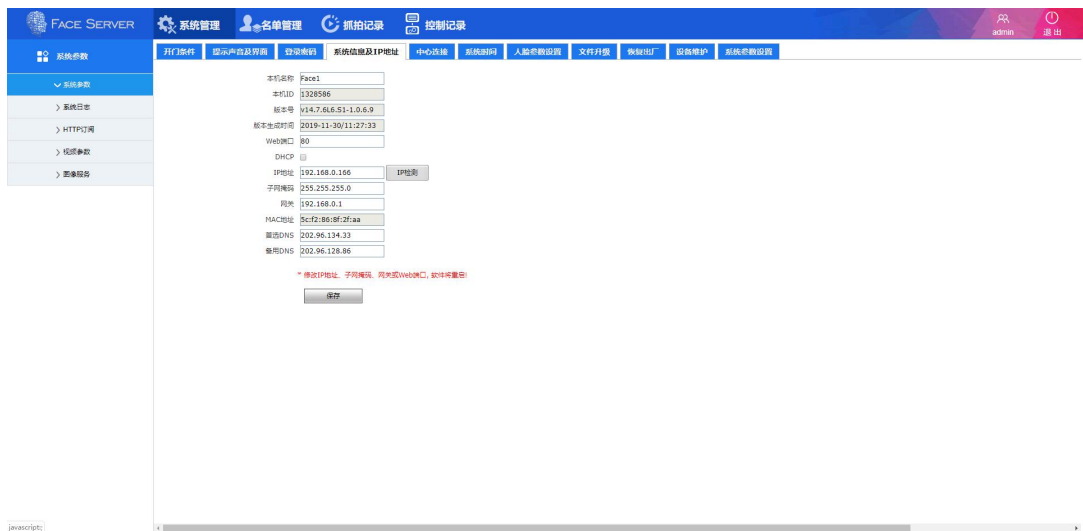 FACE SERVER 系统管理 名单管理 抓拍记录 控制记录 admin 退出
系统参数
系统参数
系统日志
HTTP订阅
视频参数
图像服务
开门条件 提示声音及界面 登录密码 系统信息及IP地址 中心连接 系统时间 人脸参数设置 文件升级 恢复出厂 设备维护 系统参数设置
本机名称 Face1
本机ID 1328586
版本号 v14.7.6L6.S1-1.0.6.9
版本生成时间 2019-11-30/11:27:33
Web端口 80
DHCP
IP地址 192.168.0.166 IP检测
子网掩码 255.255.255.0
网关 192.168.0.1
MAC地址 5c:f2:86:8f:2f:aa
首选DNS 202.96.134.33
备用DNS 202.96.128.86
* 修改IP地址、子网掩码、网关或Web端口, 软件将重启!
保存
javascript: